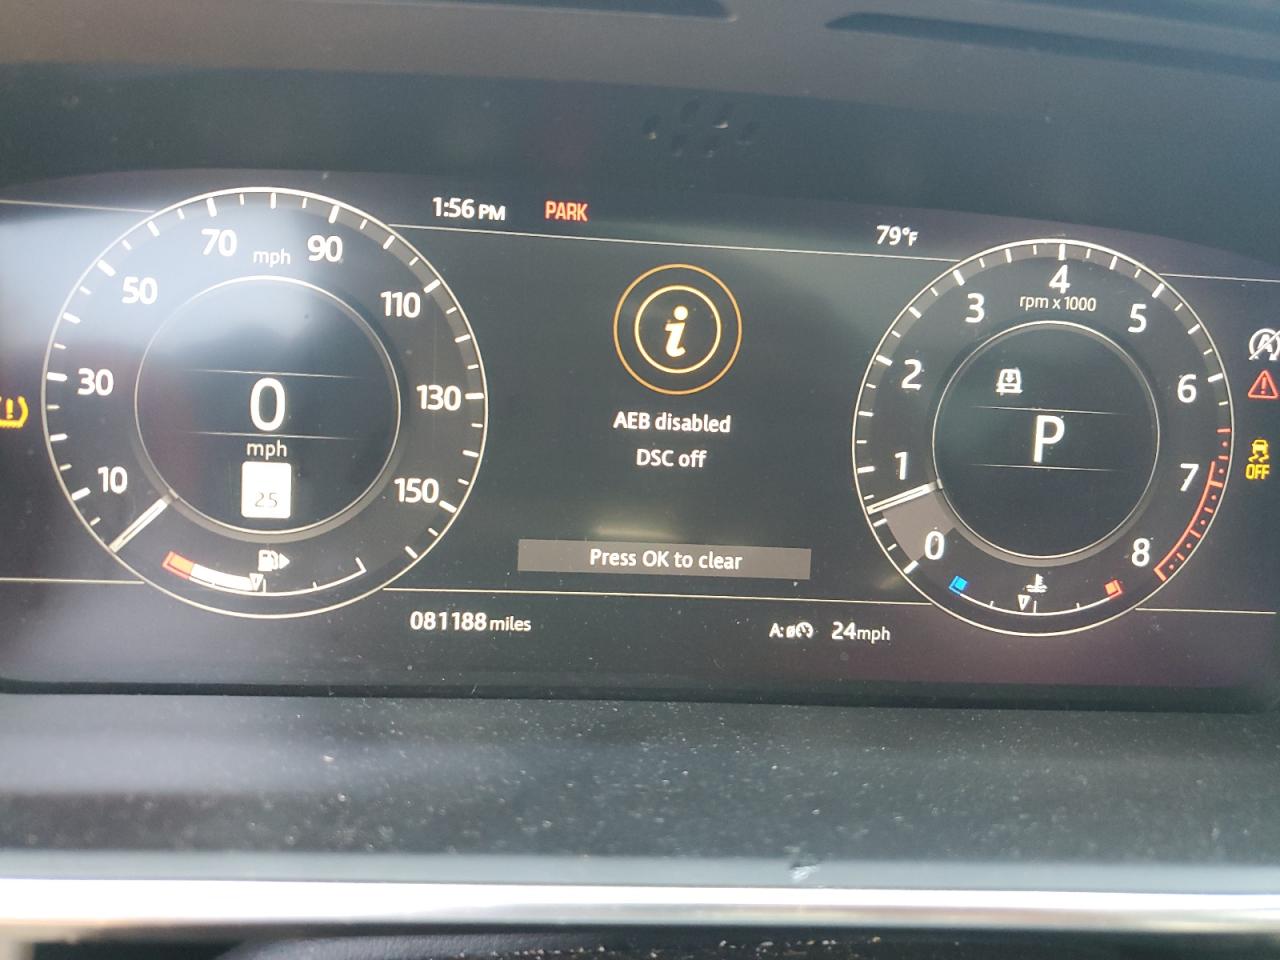 1:56 PM PARK 79°F
10 30 50 70 mph 90 110 130 150
0
mph
25
AEB disabled
DSC off
Press OK to clear
0 1 2 3 4 5 6 7 8
rpm x 1000
P
OFF
081188 miles
A: 24mph